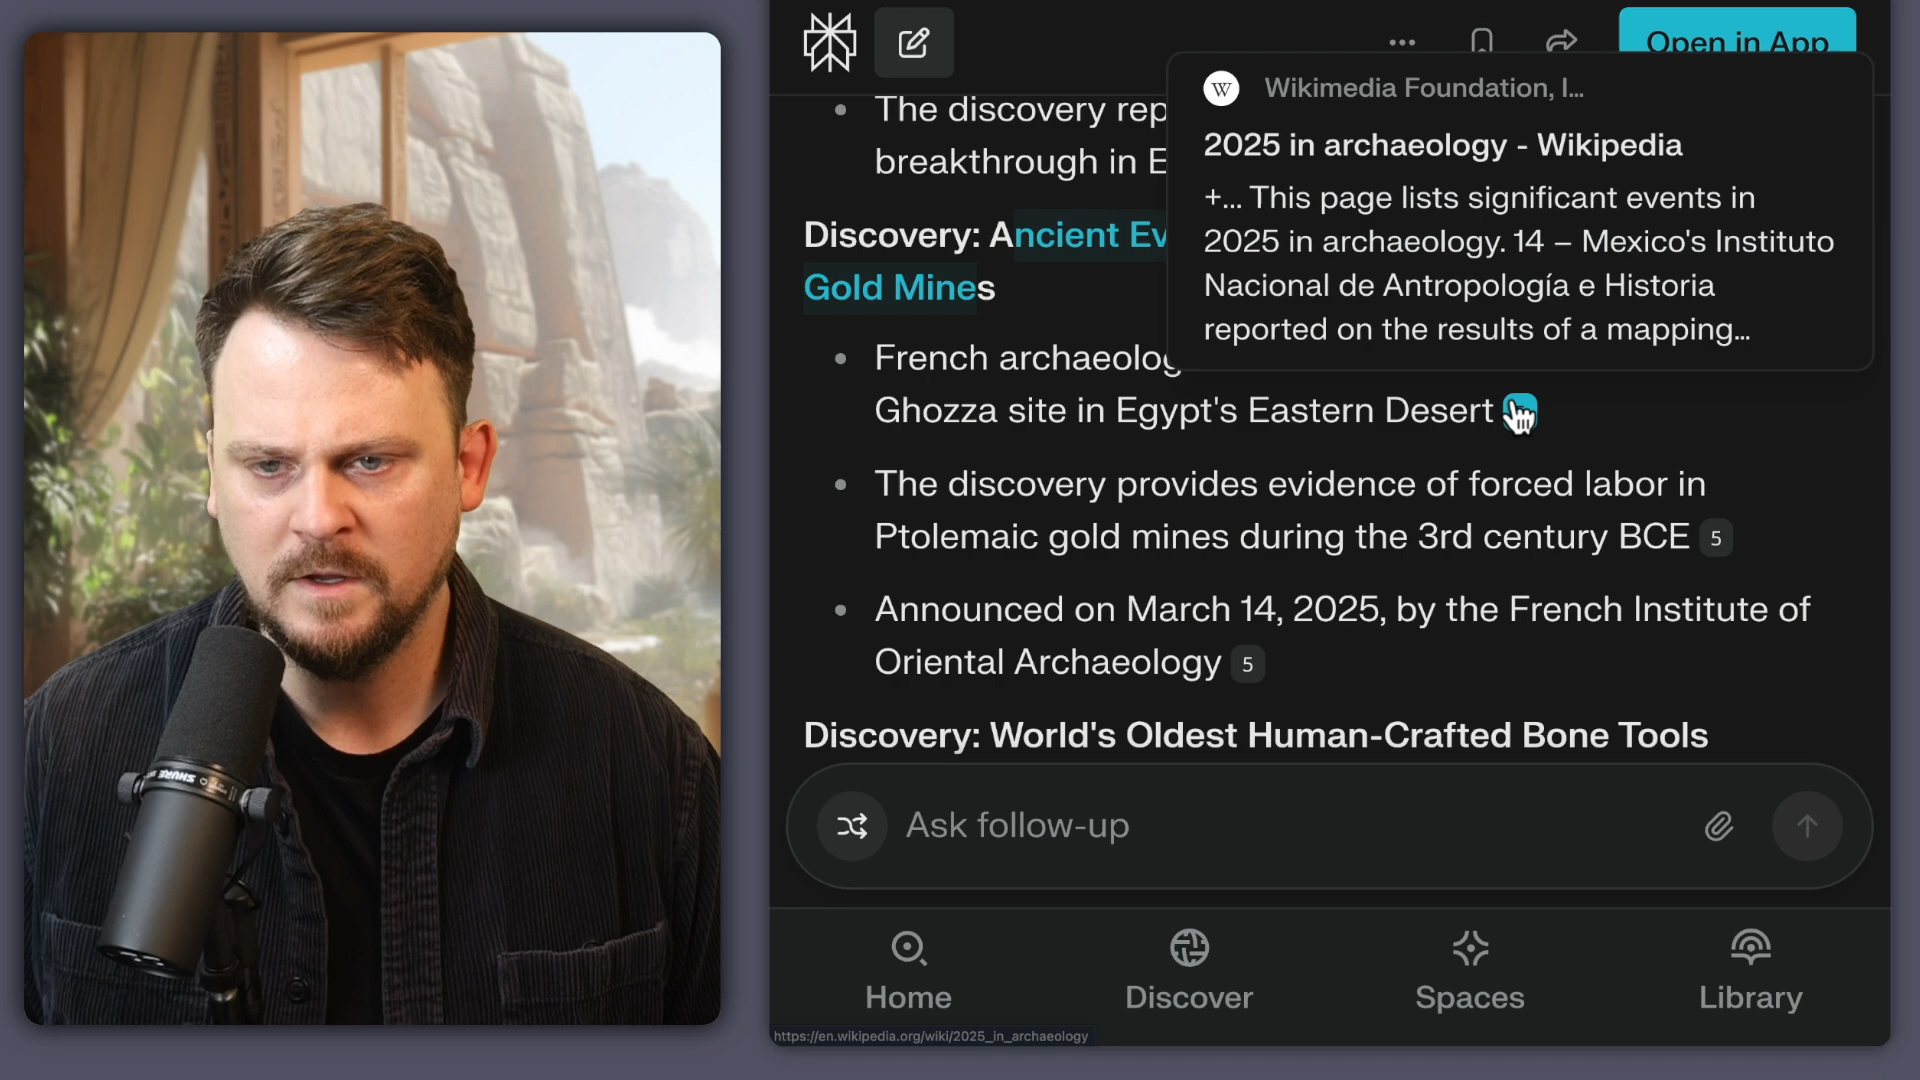 Open in App
The discovery rep
breakthrough in E
W
Wikimedia Foundation, I...
2025 in archaeology - Wikipedia
+... This page lists significant events in
2025 in archaeology. 14 – Mexico's Instituto
Nacional de Antropología e Historia
reported on the results of a mapping...
Discovery: Ancient Ev
Gold Mines
French archaeolog
Ghozza site in Egypt's Eastern Desert
The discovery provides evidence of forced labor in
Ptolemaic gold mines during the 3rd century BCE 5
Announced on March 14, 2025, by the French Institute of
Oriental Archaeology 5
Discovery: World's Oldest Human-Crafted Bone Tools
Ask follow-up
Home
Discover
Spaces
Library
https://en.wikipedia.org/wiki/2025_in_archaeology
SHURE